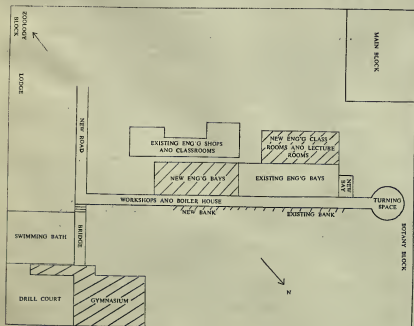 ZOOLOGY
BLOCK
LODGE
MAIN BLOCK
NEW ROAD
EXISTING ENG'G SHOPS
AND CLASSROOMS
NEW ENG'G CLASS
ROOMS AND LECTURE
ROOMS
NEW ENG'G BAYS
EXISTING ENG'G BAYS
NEW
BAY
WORKSHOPS AND BOILER HOUSE
TURNING
SPACE
NEW BANK
EXISTING BANK
BRIDGE
SWIMMING BATH
BOTANY BLOCK
N
DRILL COURT
GYMNASIUM